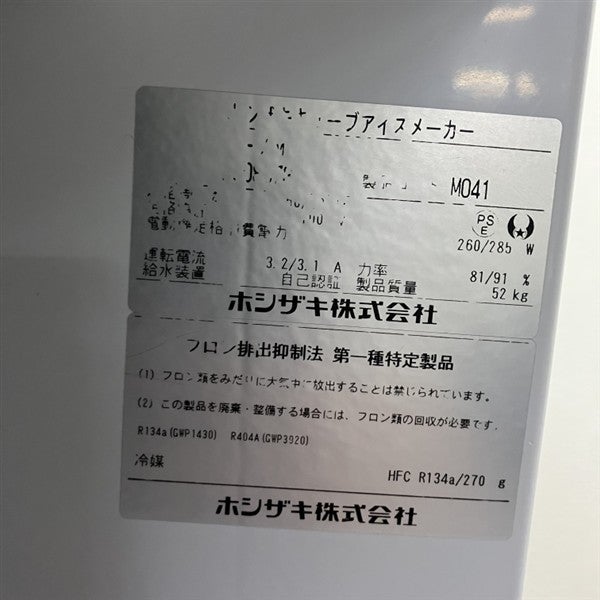 ーブアイスメーカー
M041
260/285 W
運転電流 3.2/3.1 A 力率 81/91 %
給水装置 自己認証 製品質量 52 kg
ホシザキ株式会社
フロン排出抑制法 第一種特定製品
(1) フロン類をみだりに大気中に放出することは禁じられています。
(2) この製品を廃棄・整備する場合には、フロン類の回収が必要です。
R134a(GWP1430) R404A(GWP3920)
冷媒 HFC R134a/270 g
ホシザキ株式会社